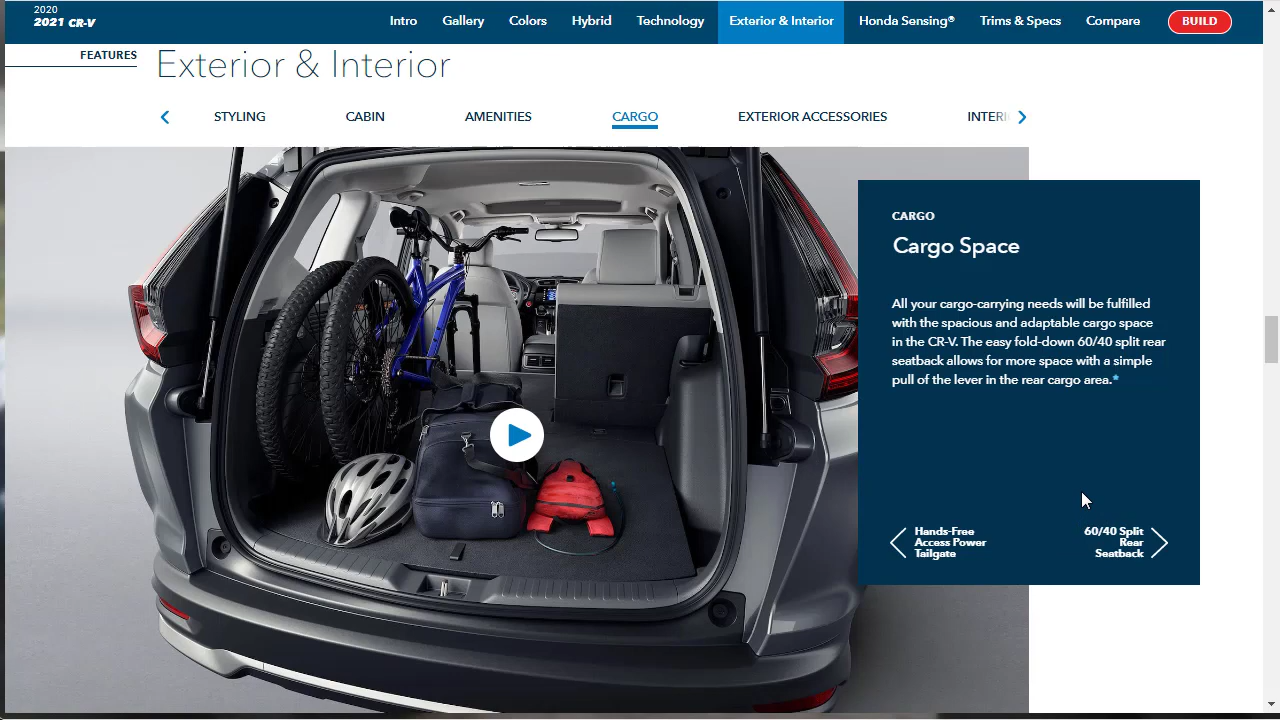 2020
2021 CR-V
Intro
Gallery
Colors
Hybrid
Technology
Exterior & Interior
Honda Sensing®
Trims & Specs
Compare
BUILD
FEATURES
Exterior & Interior
STYLING
CABIN
AMENITIES
CARGO
EXTERIOR ACCESSORIES
INTERI
CARGO
Cargo Space
All your cargo-carrying needs will be fulfilled
with the spacious and adaptable cargo space
in the CR-V. The easy fold-down 60/40 split rear
seatback allows for more space with a simple
pull of the lever in the rear cargo area.*
Hands-Free
Access Power
Tailgate
60/40 Split
Rear
Seatback